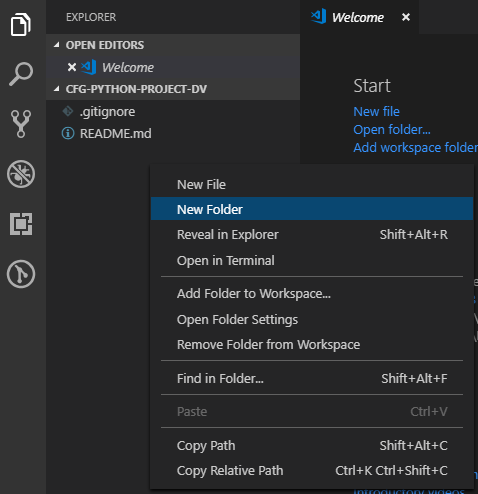 EXPLORER
OPEN EDITORS
Welcome
CFG-PYTHON-PROJECT-DV
.gitignore
README.md
Welcome
Start
New file
Open folder...
Add workspace folder
New File
New Folder
Reveal in Explorer Shift+Alt+R
Open in Terminal
Add Folder to Workspace...
Open Folder Settings
Remove Folder from Workspace
Find in Folder... Shift+Alt+F
Paste Ctrl+V
Copy Path Shift+Alt+C
Copy Relative Path Ctrl+K Ctrl+Shift+C